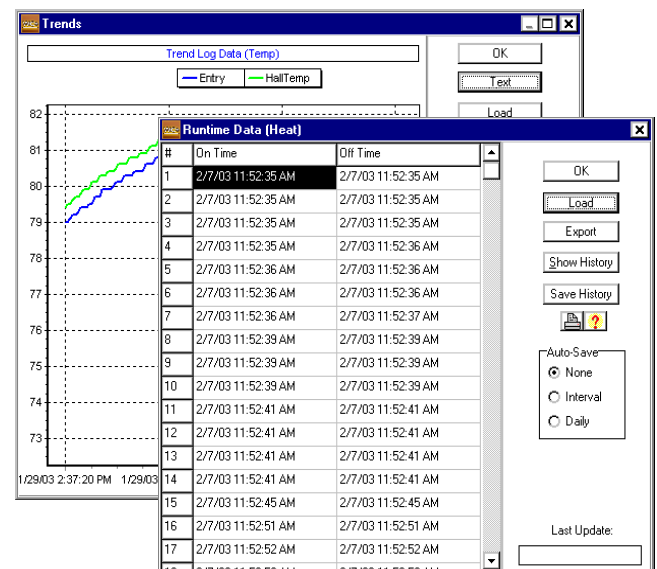 Trends
Trend Log Data (Temp)
Entry HallTemp
OK
Text
Load
82
81
80
79
78
77
76
75
74
73
1/29/03 2:37:20 PM 1/29/03
Runtime Data (Heat)
# On Time Off Time
1 2/7/03 11:52:35 AM 2/7/03 11:52:35 AM
2 2/7/03 11:52:35 AM 2/7/03 11:52:35 AM
3 2/7/03 11:52:35 AM 2/7/03 11:52:35 AM
4 2/7/03 11:52:35 AM 2/7/03 11:52:36 AM
5 2/7/03 11:52:36 AM 2/7/03 11:52:36 AM
6 2/7/03 11:52:36 AM 2/7/03 11:52:36 AM
7 2/7/03 11:52:36 AM 2/7/03 11:52:37 AM
8 2/7/03 11:52:39 AM 2/7/03 11:52:39 AM
9 2/7/03 11:52:39 AM 2/7/03 11:52:39 AM
10 2/7/03 11:52:39 AM 2/7/03 11:52:39 AM
11 2/7/03 11:52:41 AM 2/7/03 11:52:41 AM
12 2/7/03 11:52:41 AM 2/7/03 11:52:41 AM
13 2/7/03 11:52:41 AM 2/7/03 11:52:41 AM
14 2/7/03 11:52:41 AM 2/7/03 11:52:41 AM
15 2/7/03 11:52:45 AM 2/7/03 11:52:45 AM
16 2/7/03 11:52:51 AM 2/7/03 11:52:51 AM
17 2/7/03 11:52:52 AM 2/7/03 11:52:52 AM
OK
Load
Export
Show History
Save History
?
Auto-Save
None
Interval
Daily
Last Update: